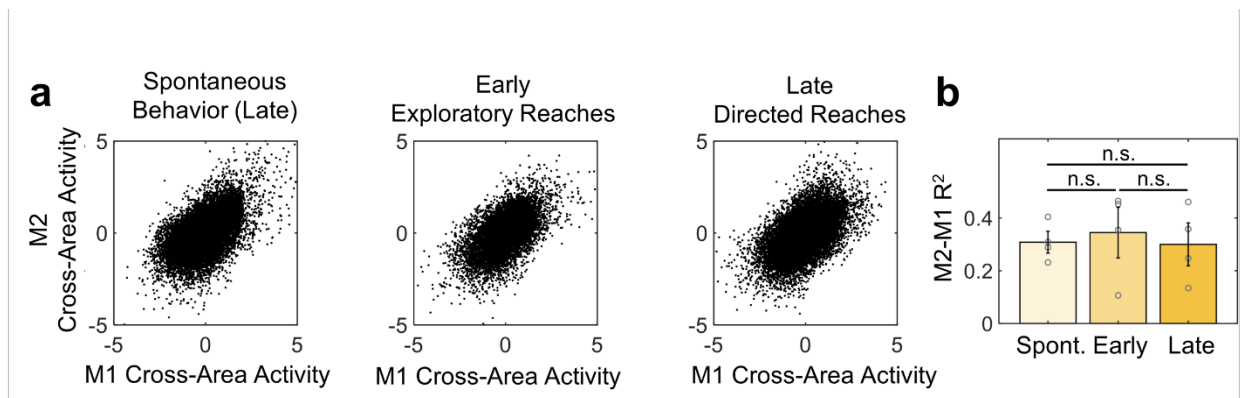 a
Spontaneous
Behavior (Late)
Early
Exploratory Reaches
Late
Directed Reaches
M2
Cross-Area Activity
5
0
-5
-5 0 5
M1 Cross-Area Activity
5
0
-5
-5 0 5
M1 Cross-Area Activity
5
0
-5
-5 0 5
M1 Cross-Area Activity
b
M2-M1 R²
n.s.
n.s. n.s.
0.4
0.2
0
Spont. Early Late